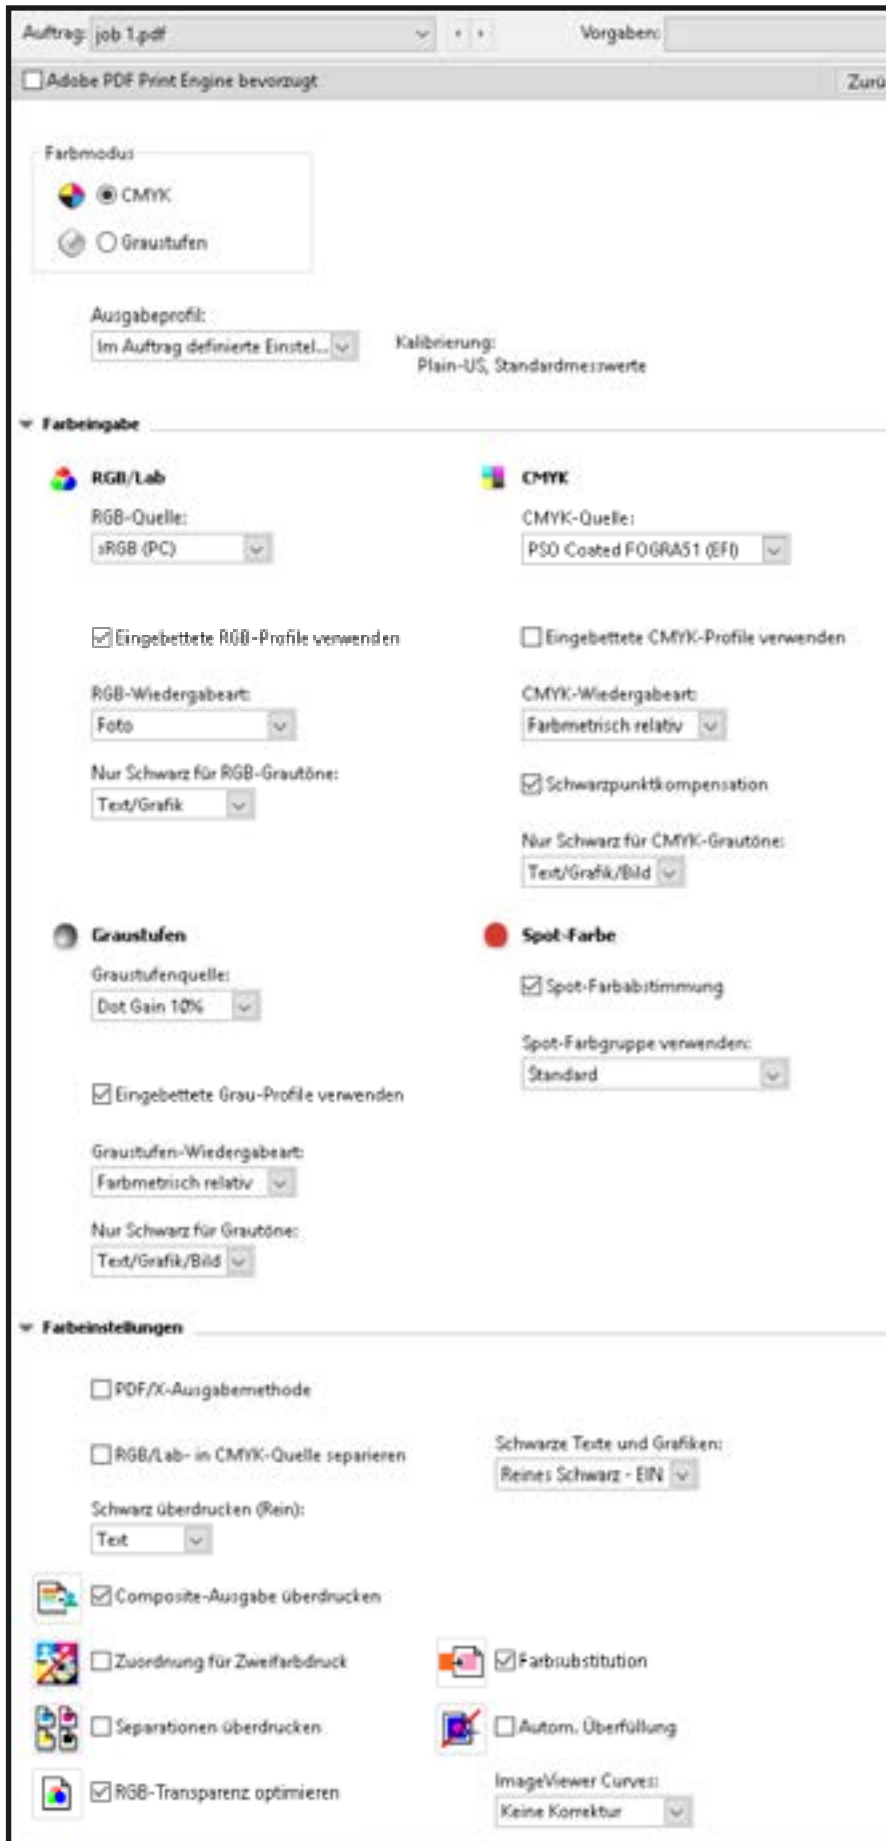 Auftrag: job 1.pdf Vorgaben:
Adobe PDF Print Engine bevorzugt
Farbmodus
CMYK
Graustufen
Ausgabeprofil:
Im Auftrag definierte Einstel...
Kalibrierung:
Plain-US, Standardmesswerte
Farbeingabe
RGB/Lab
RGB-Quelle:
sRGB (PC)
Eingebettete RGB-Profile verwenden
RGB-Wiedergabeart:
Foto
Nur Schwarz für RGB-Grautöne:
Text/Grafik
CMYK
CMYK-Quelle:
PSO Coated FOGRA51 (EFI)
Eingebettete CMYK-Profile verwenden
CMYK-Wiedergabeart:
Farbmetrisch relativ
Schwarzpunktkompensation
Nur Schwarz für CMYK-Grautöne:
Text/Grafik/Bild
Graustufen
Graustufenquelle:
Dot Gain 10%
Eingebettete Grau-Profile verwenden
Graustufen-Wiedergabeart:
Farbmetrisch relativ
Nur Schwarz für Grautöne:
Text/Grafik/Bild
Spot-Farbe
Spot-Farbabstimmung
Spot-Farbgruppe verwenden:
Standard
Farbeinstellungen
PDF/X-Ausgabemethode
RGB/Lab- in CMYK-Quelle separieren
Schwarze Texte und Grafiken:
Reines Schwarz - EIN
Schwarz überdrucken (Rein):
Text
Composite-Ausgabe überdrucken
Zuordnung für Zweifarbdruck
Farbsubstitution
Separationen überdrucken
Autom. Überfüllung
RGB-Transparenz optimieren
ImageViewer Curves:
Keine Korrektur